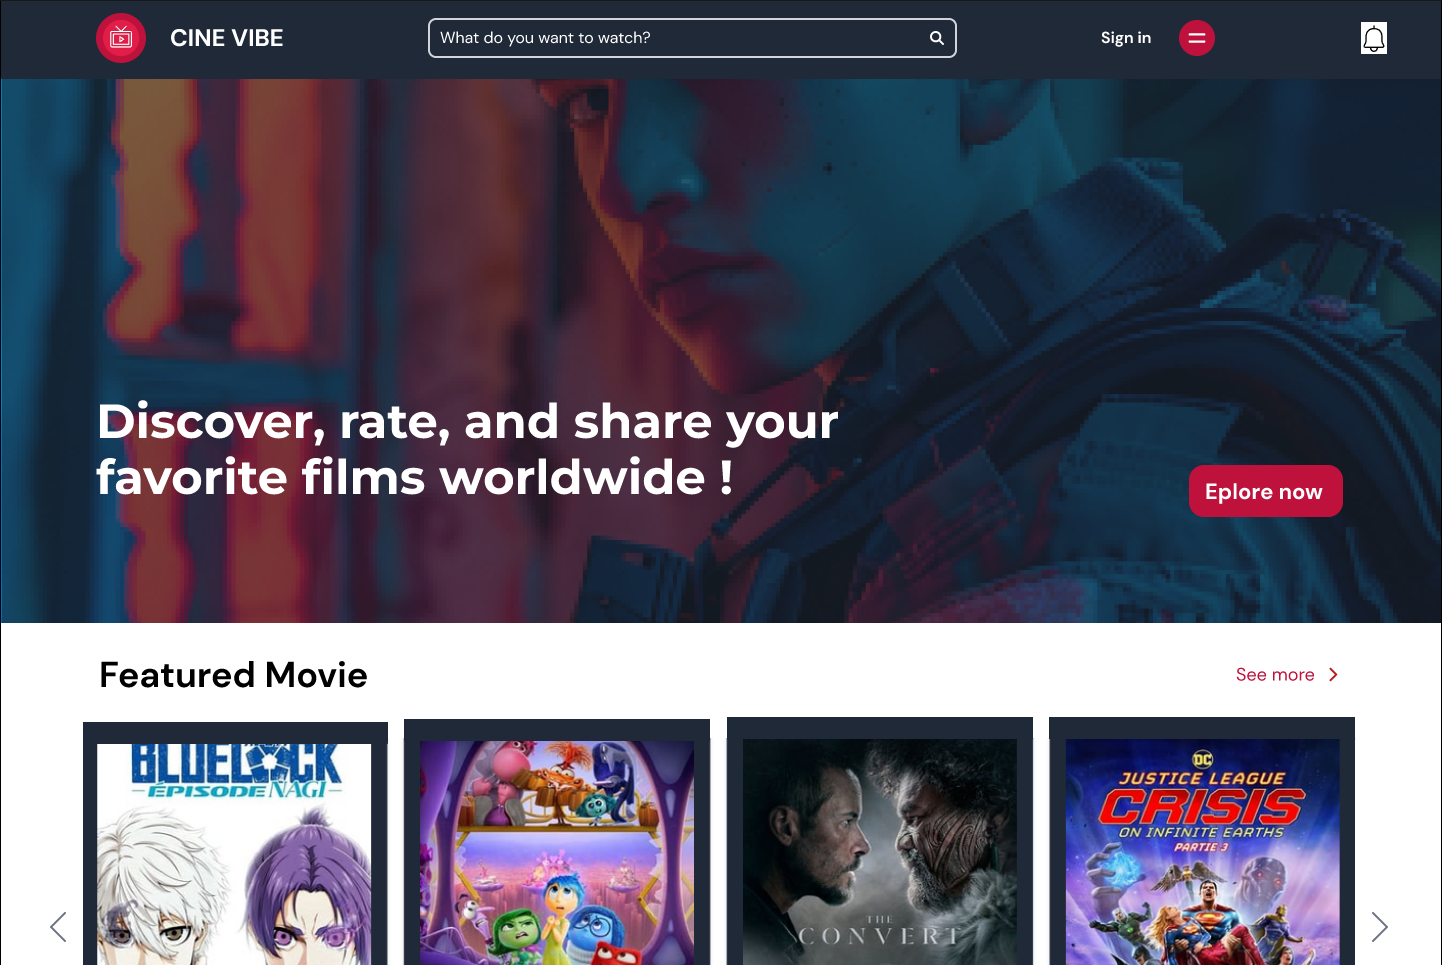 CINE VIBE
What do you want to watch?
Sign in
Discover, rate, and share your
favorite films worldwide !
Eplore now
Featured Movie
See more
BLUELOCK
-ÉPISODE NAGI-
THE
CONVERT
DC
JUSTICE LEAGUE
CRISIS
ON INFINITE EARTHS
PARTIE 3